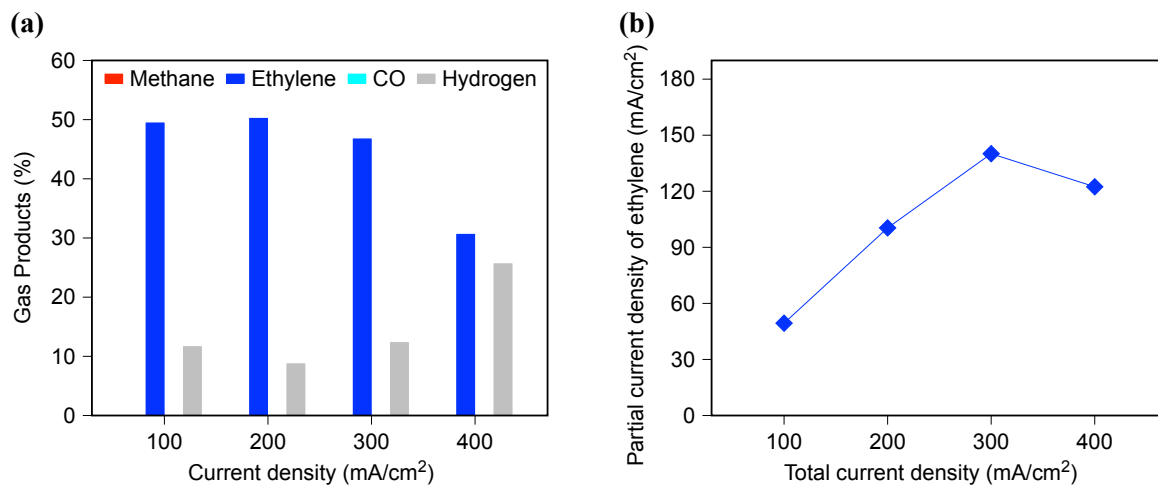 (a)
Methane Ethylene CO Hydrogen
60
50
40
30
20
10
0
Gas Products (%)
100 200 300 400
Current density (mA/cm²)
(b)
180
150
120
90
60
30
0
Partial current density of ethylene (mA/cm²)
100 200 300 400
Total current density (mA/cm²)